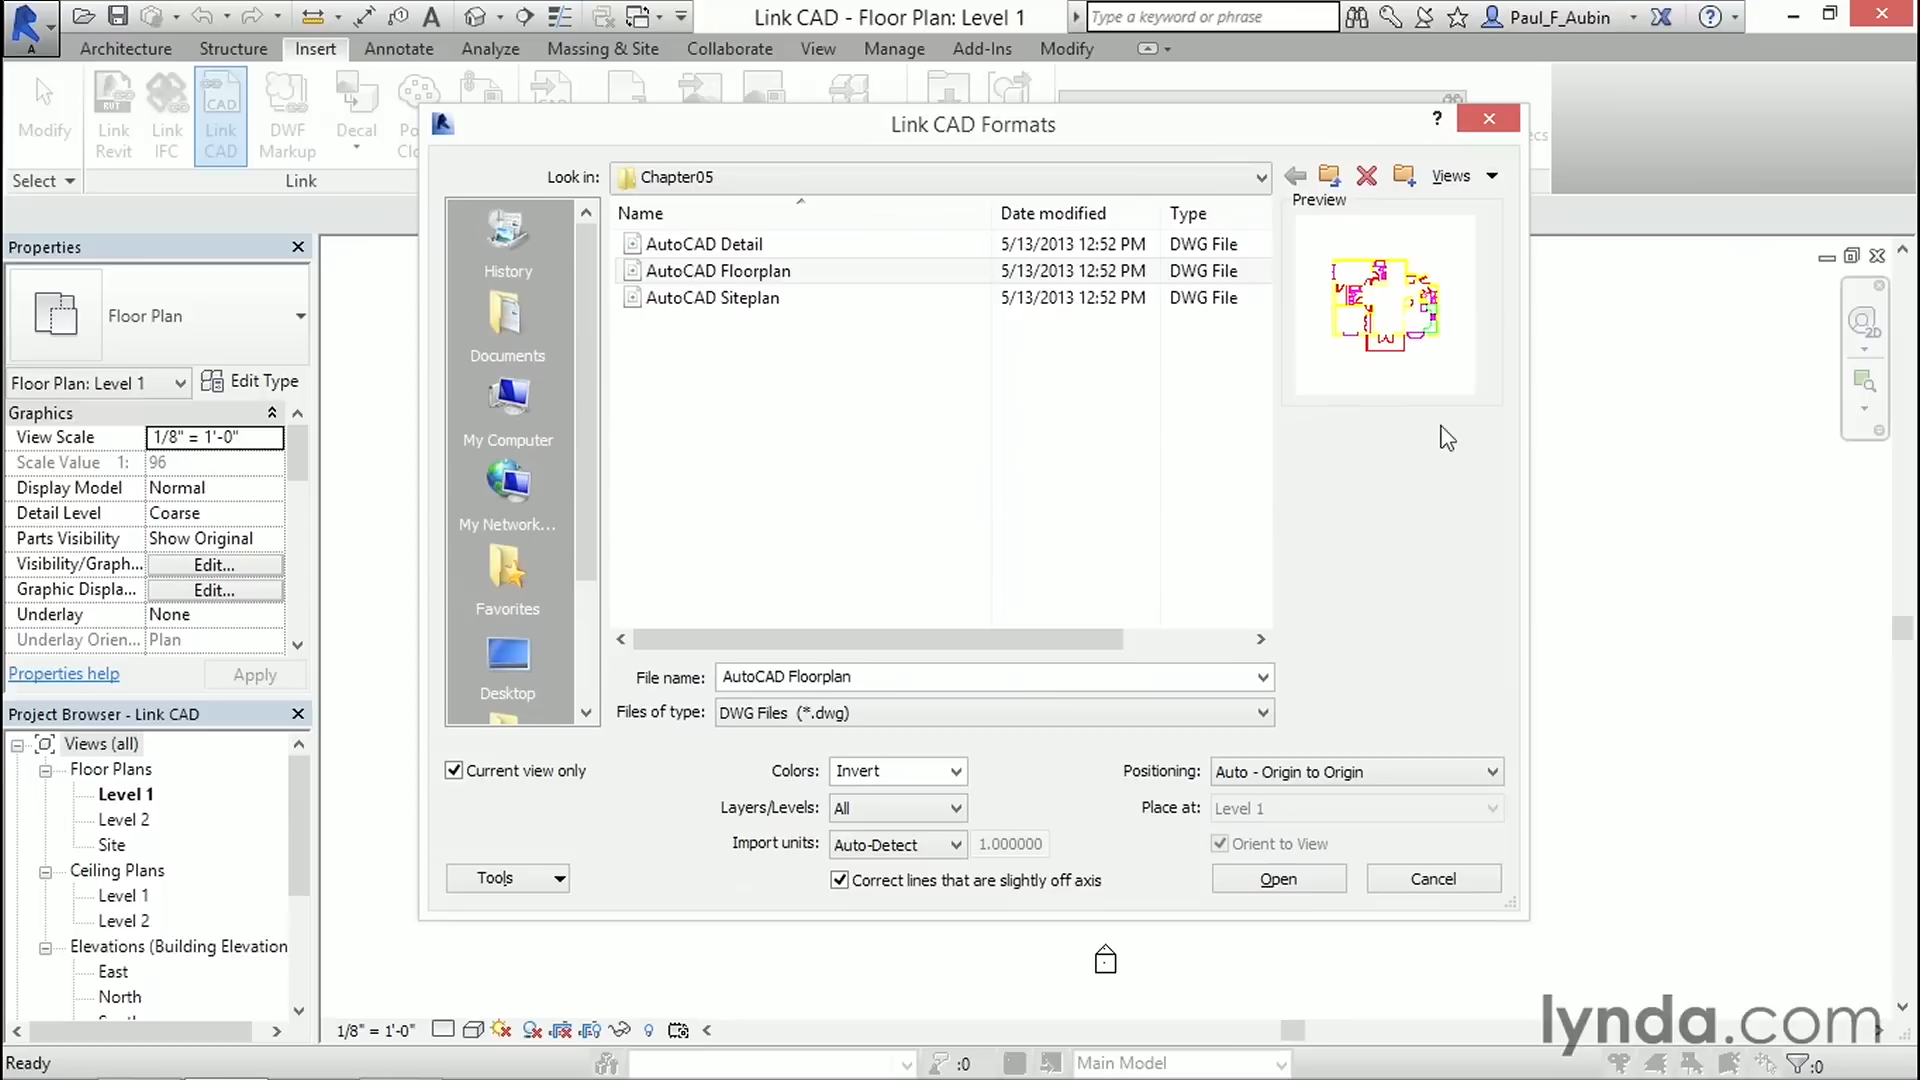 Link CAD - Floor Plan: Level 1
Type a keyword or phrase
Paul_F_Aubin
Architecture Structure Insert Annotate Analyze Massing & Site Collaborate View Manage Add-Ins Modify
Modify
Link Revit
Link IFC
Link CAD
DWF Markup
Decal
Select
Link
Link CAD Formats
Look in: Chapter05
Views
Name Date modified Type
AutoCAD Detail 5/13/2013 12:52 PM DWG File
AutoCAD Floorplan 5/13/2013 12:52 PM DWG File
AutoCAD Siteplan 5/13/2013 12:52 PM DWG File
Preview
History
Documents
My Computer
My Network...
Favorites
Desktop
File name: AutoCAD Floorplan
Files of type: DWG Files (*.dwg)
Current view only
Colors: Invert
Positioning: Auto - Origin to Origin
Layers/Levels: All
Place at: Level 1
Import units: Auto-Detect 1.000000
Orient to View
Tools
Correct lines that are slightly off axis
Open
Cancel
Properties
Floor Plan
Floor Plan: Level 1 Edit Type
Graphics
View Scale 1/8" = 1'-0"
Scale Value 1: 96
Display Model Normal
Detail Level Coarse
Parts Visibility Show Original
Visibility/Graph... Edit...
Graphic Displa... Edit...
Underlay None
Underlay Orien... Plan
Properties help Apply
Project Browser - Link CAD
Views (all)
Floor Plans
Level 1
Level 2
Site
Ceiling Plans
Level 1
Level 2
Elevations (Building Elevation
East
North
1/8" = 1'-0"
lynda.com
Ready
:0
Main Model
:0
2D